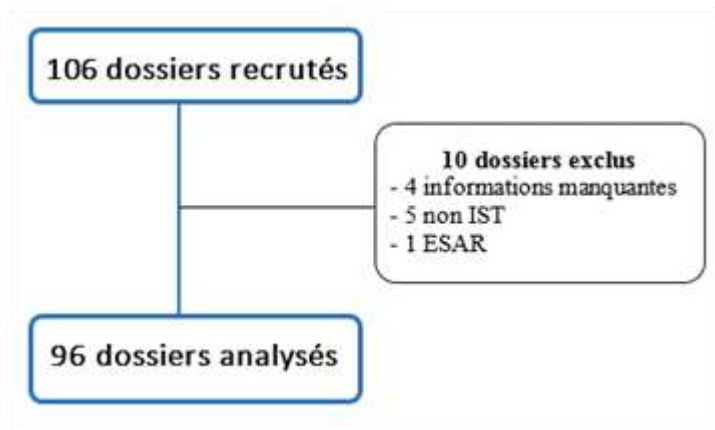 106 dossiers recrutés
10 dossiers exclus
- 4 informations manquantes
- 5 non IST
- 1 ESAR
96 dossiers analysés